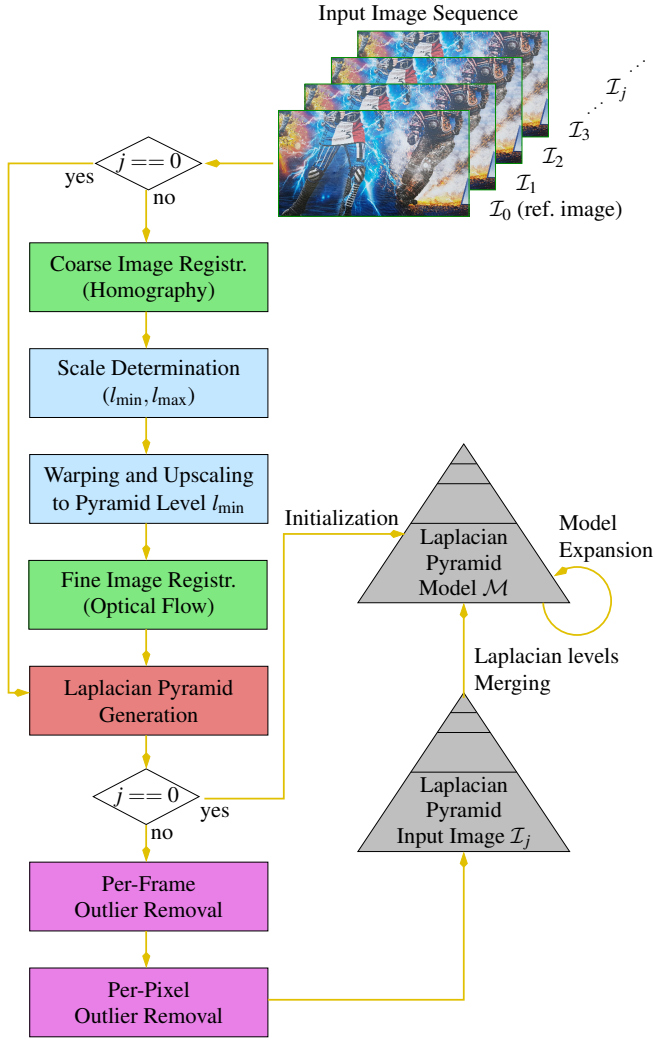 Input Image Sequence
𝓘_j
𝓘_3
𝓘_2
𝓘_1
𝓘_0 (ref. image)
j == 0
yes
no
Coarse Image Registr.
(Homography)
Scale Determination
(l_min, l_max)
Warping and Upscaling
to Pyramid Level l_min
Fine Image Registr.
(Optical Flow)
Laplacian Pyramid
Generation
j == 0
yes
no
Per-Frame
Outlier Removal
Per-Pixel
Outlier Removal
Initialization
Laplacian
Pyramid
Model 𝓜
Model
Expansion
Laplacian levels
Merging
Laplacian
Pyramid
Input Image 𝓘_j